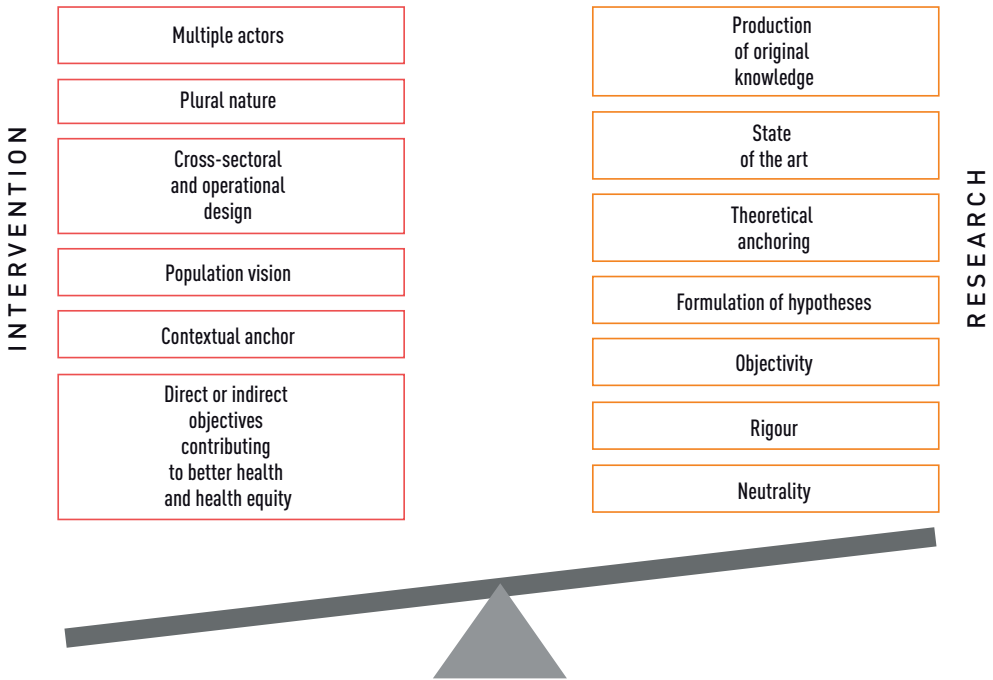 INTERVENTION
Multiple actors
Plural nature
Cross-sectoral
and operational
design
Population vision
Contextual anchor
Direct or indirect
objectives
contributing
to better health
and health equity
Production
of original
knowledge
State
of the art
Theoretical
anchoring
Formulation of hypotheses
Objectivity
Rigour
Neutrality
RESEARCH